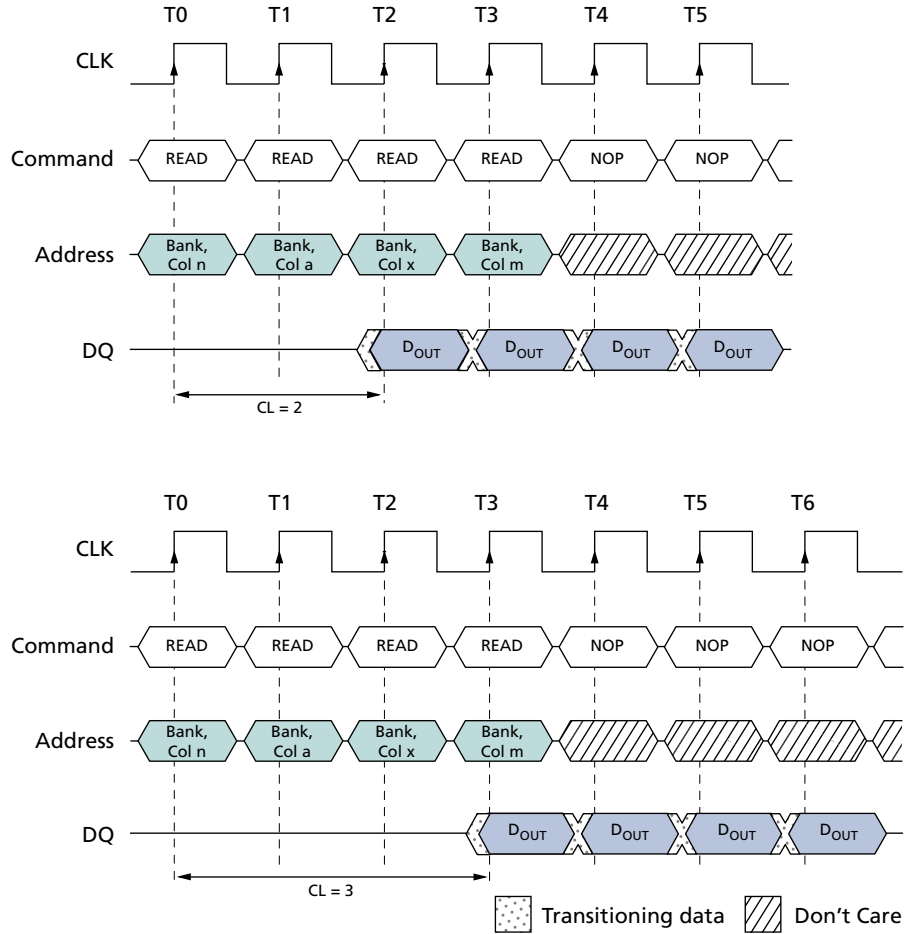 T0 T1 T2 T3 T4 T5
CLK
Command READ READ READ READ NOP NOP
Address Bank, Col n Bank, Col a Bank, Col x Bank, Col m
DQ DOUT DOUT DOUT DOUT
CL = 2
T0 T1 T2 T3 T4 T5 T6
CLK
Command READ READ READ READ NOP NOP NOP
Address Bank, Col n Bank, Col a Bank, Col x Bank, Col m
DQ DOUT DOUT DOUT DOUT
CL = 3
Transitioning data Don't Care